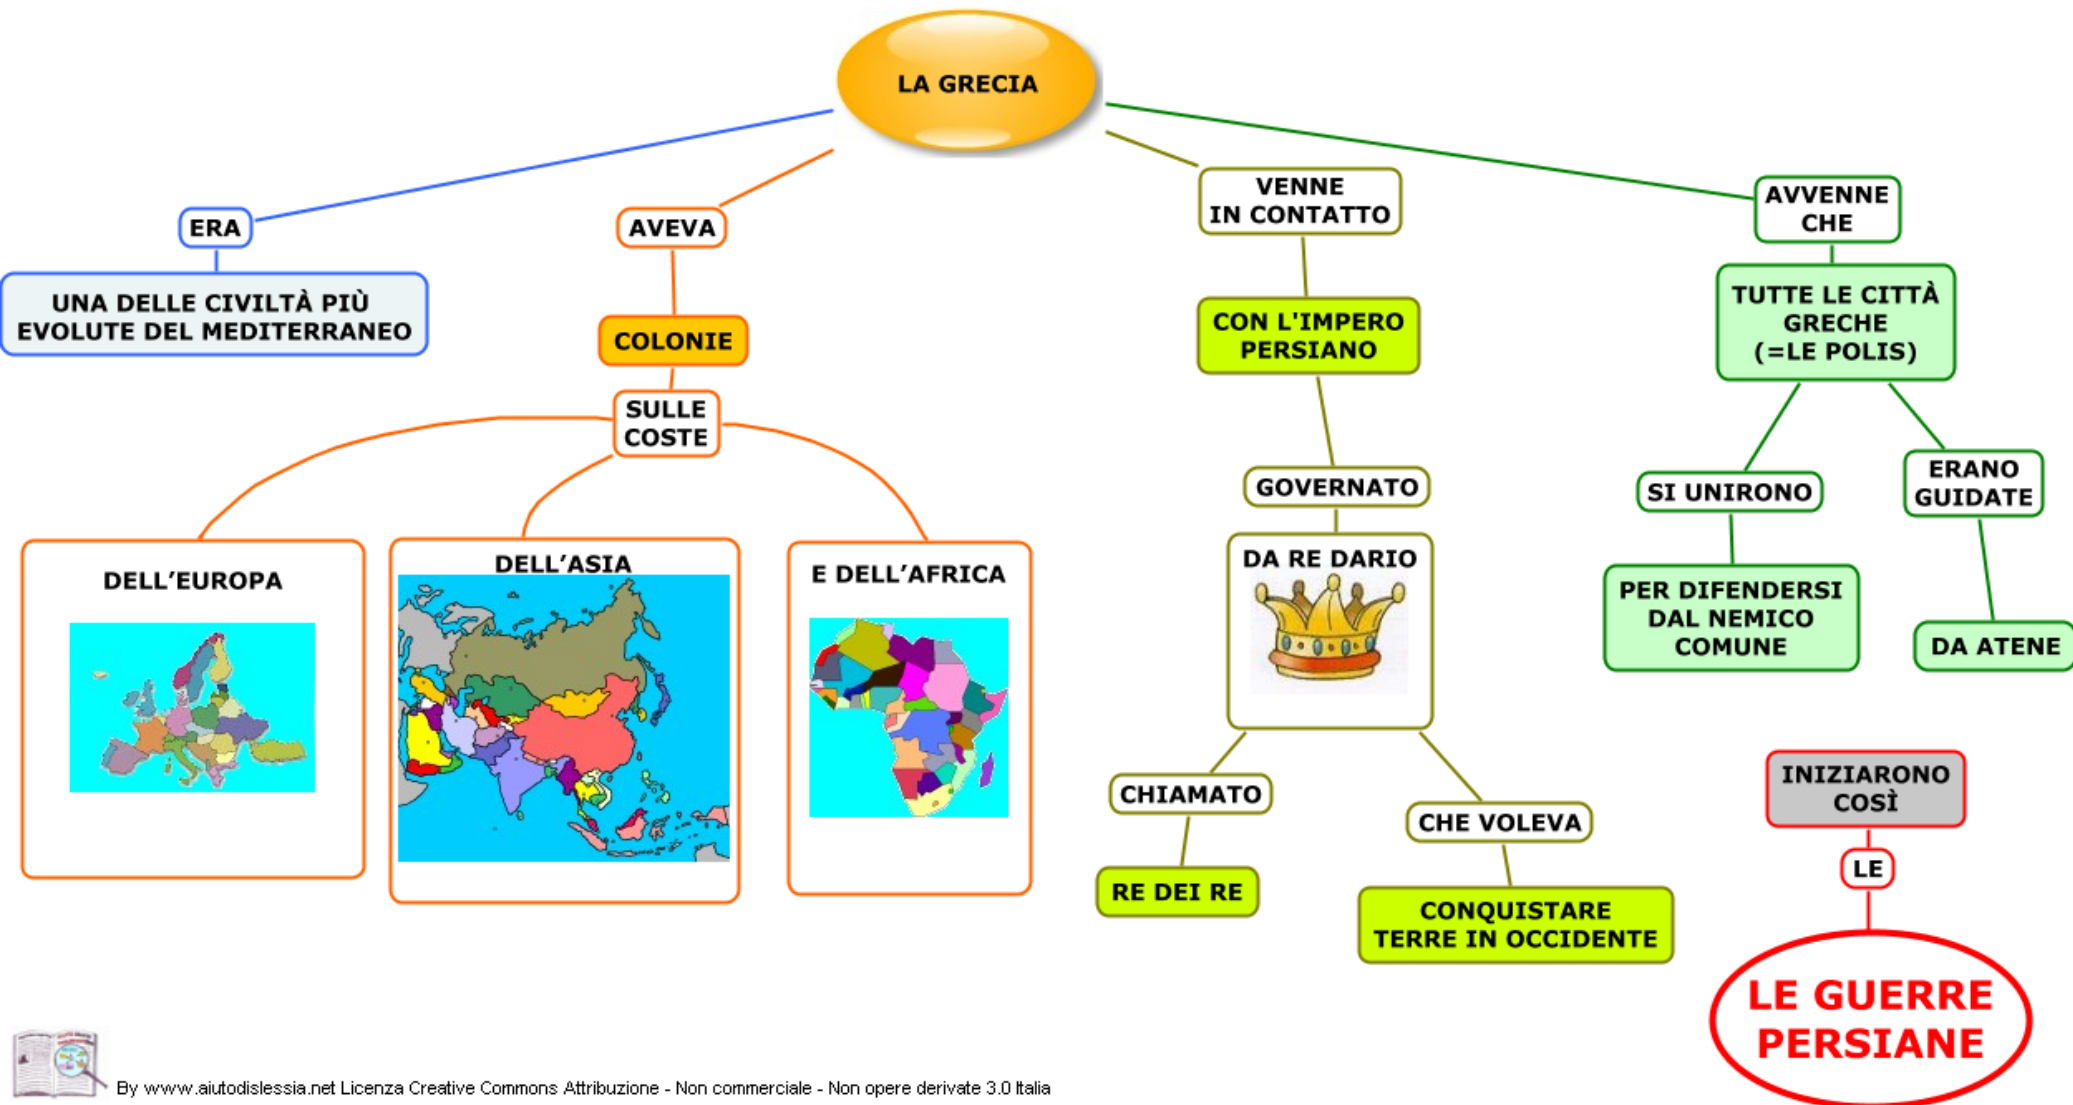 LA GRECIA
ERA
UNA DELLE CIVILTÀ PIÙ
EVOLUTE DEL MEDITERRANEO
AVEVA
COLONIE
SULLE
COSTE
DELL'EUROPA
DELL'ASIA
E DELL'AFRICA
VENNE
IN CONTATTO
CON L'IMPERO
PERSIANO
GOVERNATO
DA RE DARIO
CHIAMATO
RE DEI RE
CHE VOLEVA
CONQUISTARE
TERRE IN OCCIDENTE
AVVENNE
CHE
TUTTE LE CITTÀ
GRECHE
(=LE POLIS)
SI UNIRONO
PER DIFENDERSI
DAL NEMICO
COMUNE
ERANO
GUIDATE
DA ATENE
INIZIARONO
COSÌ
LE
LE GUERRE
PERSIANE
By www.aiutodislessia.net Licenza Creative Commons Attribuzione - Non commerciale - Non opere derivate 3.0 Italia